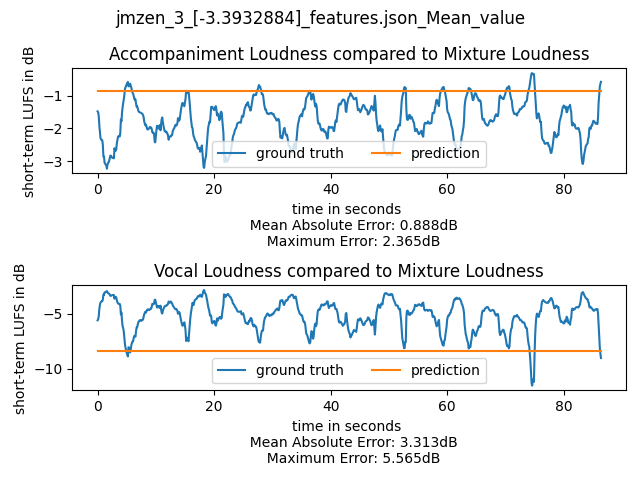 jmzen_3_[-3.3932884]_features.json_Mean_value
Accompaniment Loudness compared to Mixture Loudness
short-term LUFS in dB
−1
−2
−3
ground truth
prediction
0
20
40
60
80
time in seconds
Mean Absolute Error: 0.888dB
Maximum Error: 2.365dB
Vocal Loudness compared to Mixture Loudness
short-term LUFS in dB
−5
−10
ground truth
prediction
0
20
40
60
80
time in seconds
Mean Absolute Error: 3.313dB
Maximum Error: 5.565dB